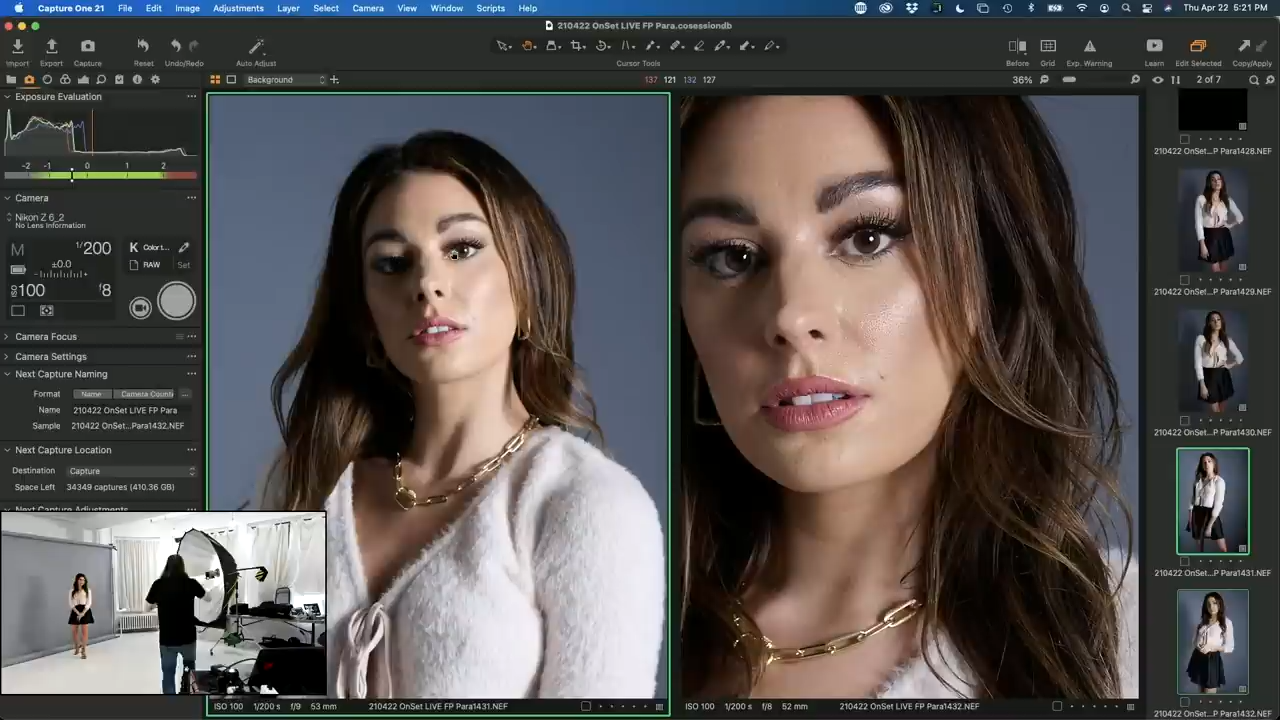 Capture One 21 File Edit Image Adjustments Layer Select Camera View Window Scripts Help Thu Apr 22 5:21 PM
210422 OnSet LIVE FP Para.cosessiondb
Import Export Capture Reset Undo/Redo Auto Adjust Cursor Tools Before Grid Exp. Warning Learn Edit Selected Copy/Apply
Background 137 121 132 127 36% 2 of 7
Exposure Evaluation
-2 -1 0 1 2
Camera
Nikon Z 6_2
No Lens Information
M 1/200 K Color I...
±0.0 RAW Set
ISO 100 f8
Camera Focus
Camera Settings
Next Capture Naming
Format Name Camera Count
Name 210422 OnSet LIVE FP Para
Sample 210422 OnSet...Para1432.NEF
Next Capture Location
Destination Capture
Space Left 34349 captures (410.36 GB)
Next Capture Adjustments
ISO 100 1/200 s f/9 53 mm 210422 OnSet LIVE FP Para1431.NEF
ISO 100 1/200 s f/8 52 mm 210422 OnSet LIVE FP Para1432.NEF
210422 OnSet...P Para1428.NEF
210422 OnSet...P Para1429.NEF
210422 OnSet...P Para1430.NEF
210422 OnSet...P Para1431.NEF
210422 OnSet...P Para1432.NEF